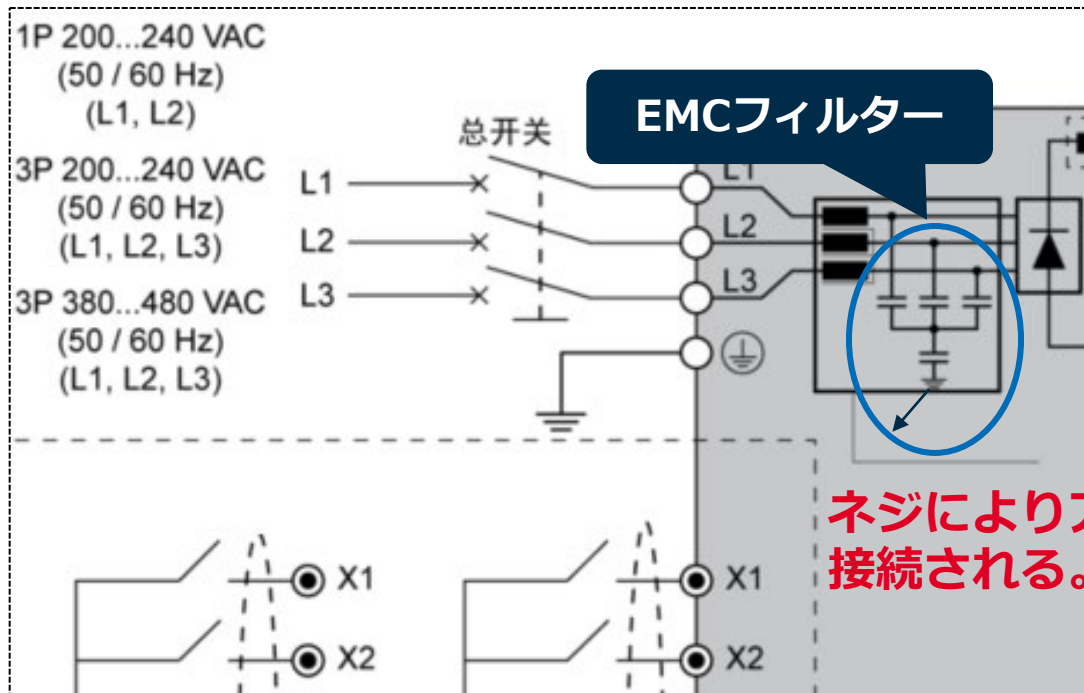 1P 200...240 VAC
(50 / 60 Hz)
(L1, L2)
3P 200...240 VAC
(50 / 60 Hz)
(L1, L2, L3)
3P 380...480 VAC
(50 / 60 Hz)
(L1, L2, L3)
总开关
L1
L2
L3
EMCフィルター
L1
L2
L3
ネジにより
接続される。
X1
X1
X2
X2